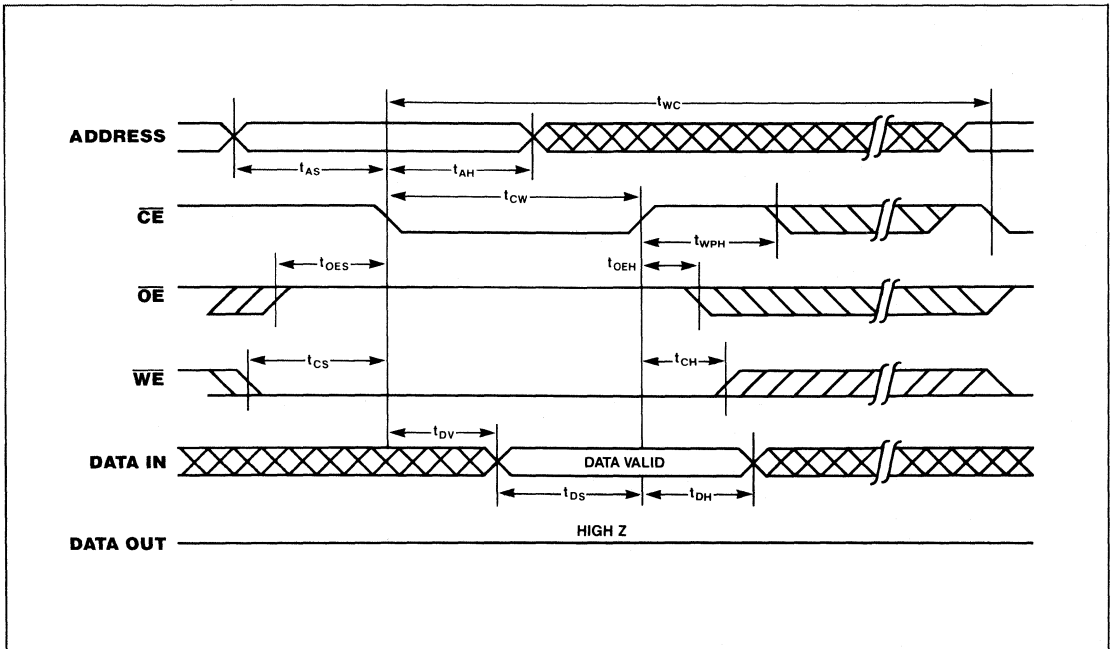 tWC
ADDRESS
tAS
tAH
tCW
CE
tWPH
tOES
tOEH
OE
tCS
tCH
WE
tDV
DATA IN
DATA VALID
tDS
tDH
HIGH Z
DATA OUT